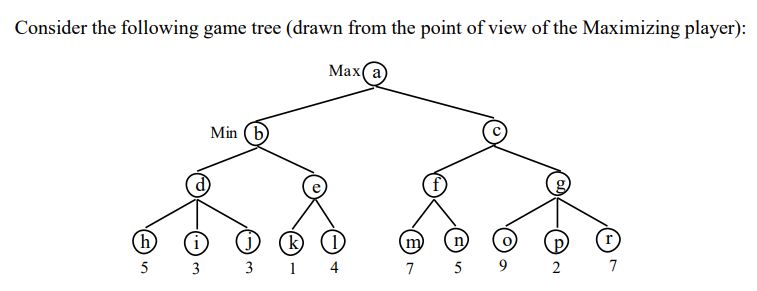 Consider the following game tree (drawn from the point of view of the Maximizing player):
Max a
Min b c
d e f g
h i j k l m n o p r
5 3 3 1 4 7 5 9 2 7